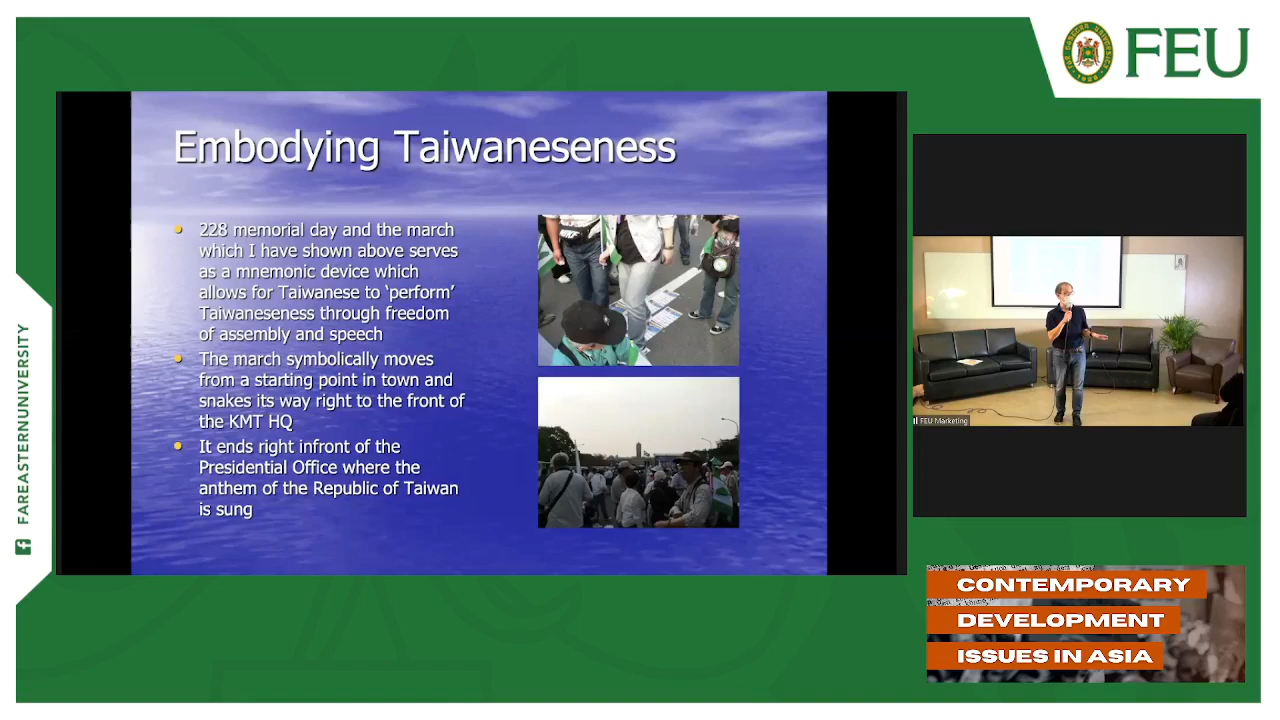 FEU
Embodying Taiwaneseness
228 memorial day and the march
which I have shown above serves
as a mnemonic device which
allows for Taiwanese to ‘perform’
Taiwaneseness through freedom
of assembly and speech
The march symbolically moves
from a starting point in town and
snakes its way right to the front of
the KMT HQ
It ends right infront of the
Presidential Office where the
anthem of the Republic of Taiwan
is sung
FEU Marketing
FAREASTERNUNIVERSITY
CONTEMPORARY
DEVELOPMENT
ISSUES IN ASIA